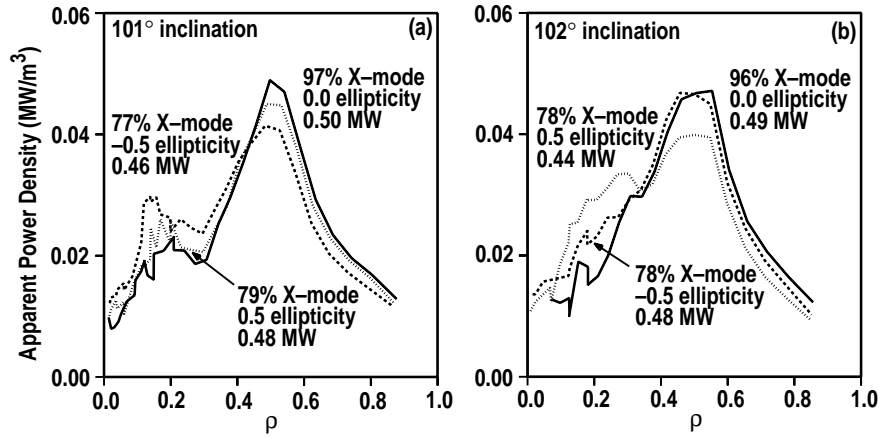 Apparent Power Density (MW/m³)
0.06
0.04
0.02
0.00
101° inclination
(a)
97% X–mode
0.0 ellipticity
0.50 MW
77% X–mode
–0.5 ellipticity
0.46 MW
79% X–mode
0.5 ellipticity
0.48 MW
0.0 0.2 0.4 0.6 0.8 1.0
ρ
0.06
0.04
0.02
0.00
102° inclination
(b)
96% X–mode
0.0 ellipticity
0.49 MW
78% X–mode
0.5 ellipticity
0.44 MW
78% X–mode
–0.5 ellipticity
0.48 MW
0.0 0.2 0.4 0.6 0.8 1.0
ρ